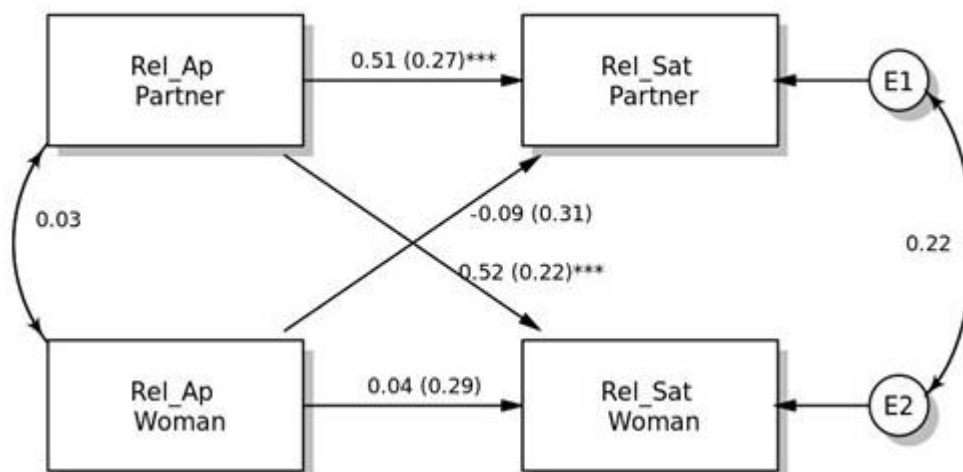 Rel_Ap
Partner
0.51 (0.27)***
Rel_Sat
Partner
E1
0.03
-0.09 (0.31)
0.22
0.52 (0.22)***
Rel_Ap
Woman
0.04 (0.29)
Rel_Sat
Woman
E2